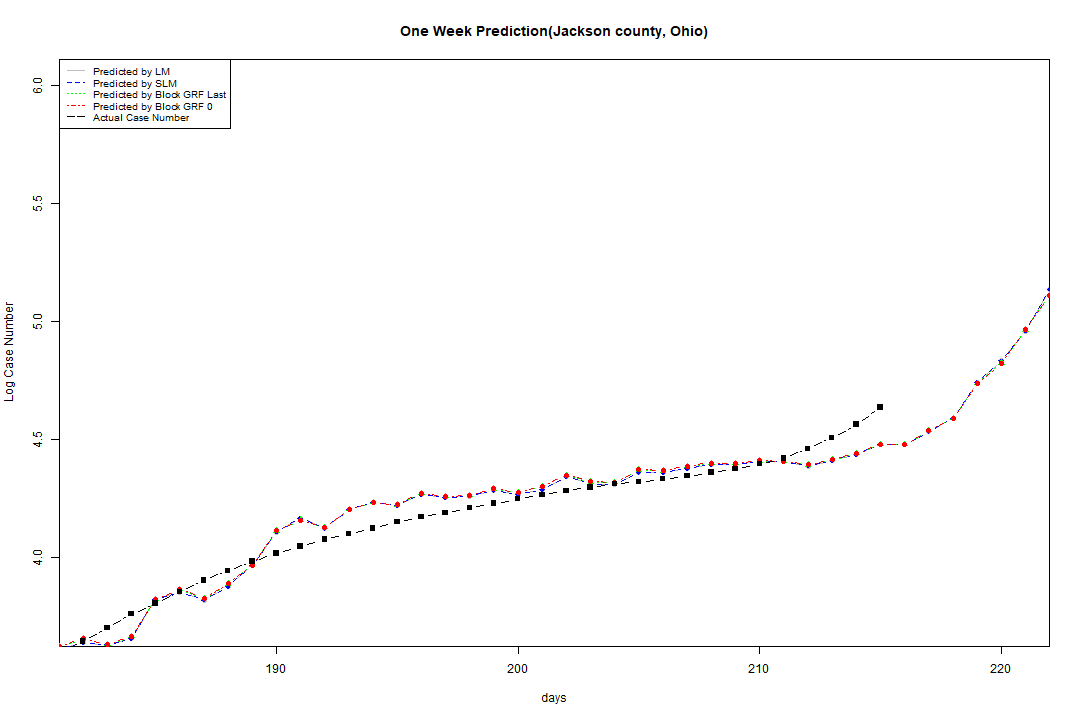 One Week Prediction(Jackson county, Ohio)
Predicted by LM
Predicted by SLM
Predicted by Block GRF Last
Predicted by Block GRF 0
Actual Case Number
6.0
5.5
5.0
4.5
4.0
Log Case Number
190
200
210
220
days